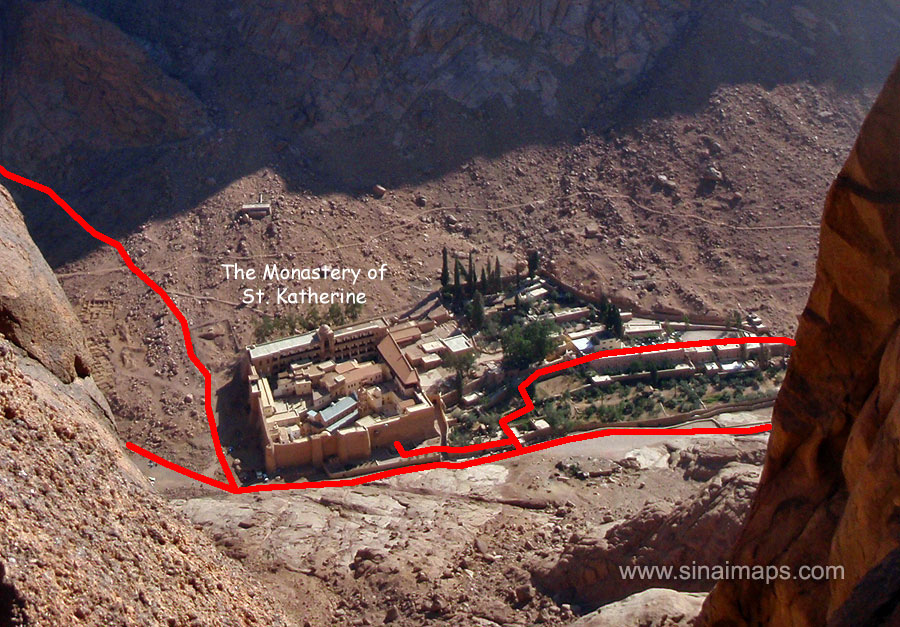 The Monastery of
St. Katherine
www.sinaimaps.com